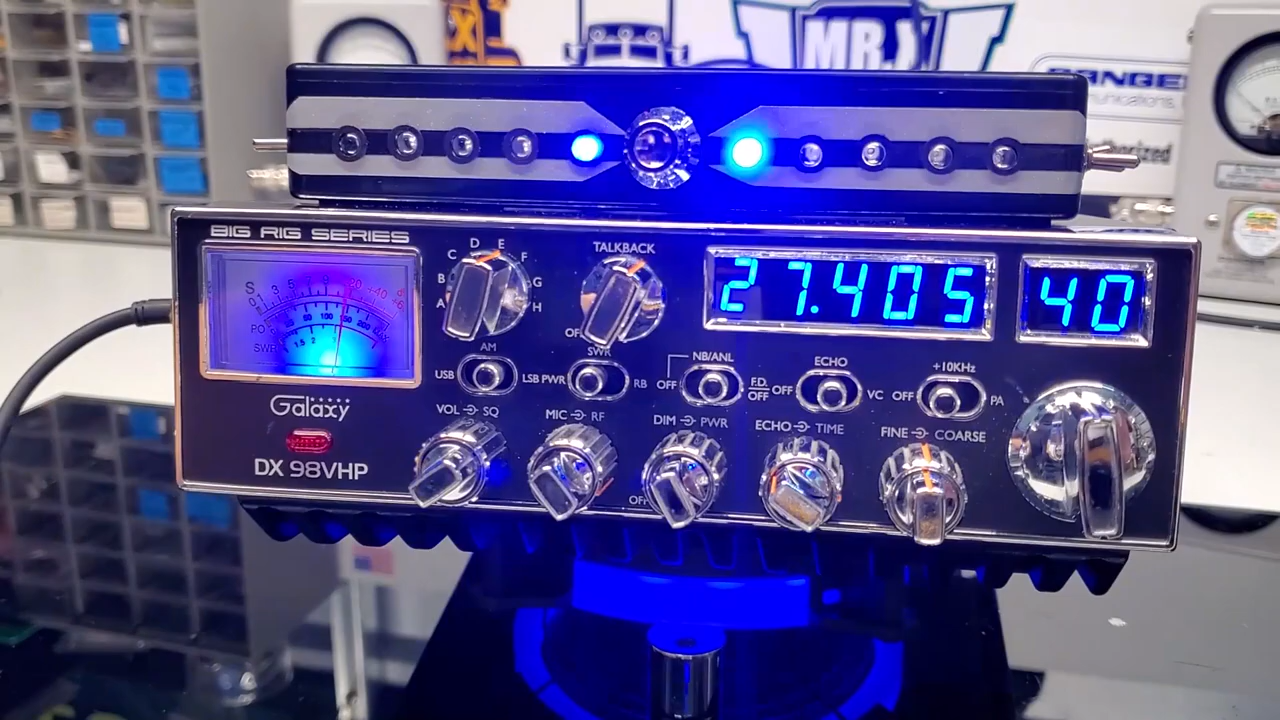 MR.X
RANGER
communications
BIG RIG SERIES
C D E F
B G
A H
TALKBACK
OFF
27.405
40
S
PO
SWR
AM
USB LSB
SWR
PWR RB
NB/ANL
OFF F.D. OFF
ECHO
OFF VC
+10KHz
OFF PA
Galaxy
DX 98VHP
VOL SQ
MIC RF
DIM PWR
OFF
ECHO TIME
FINE COARSE